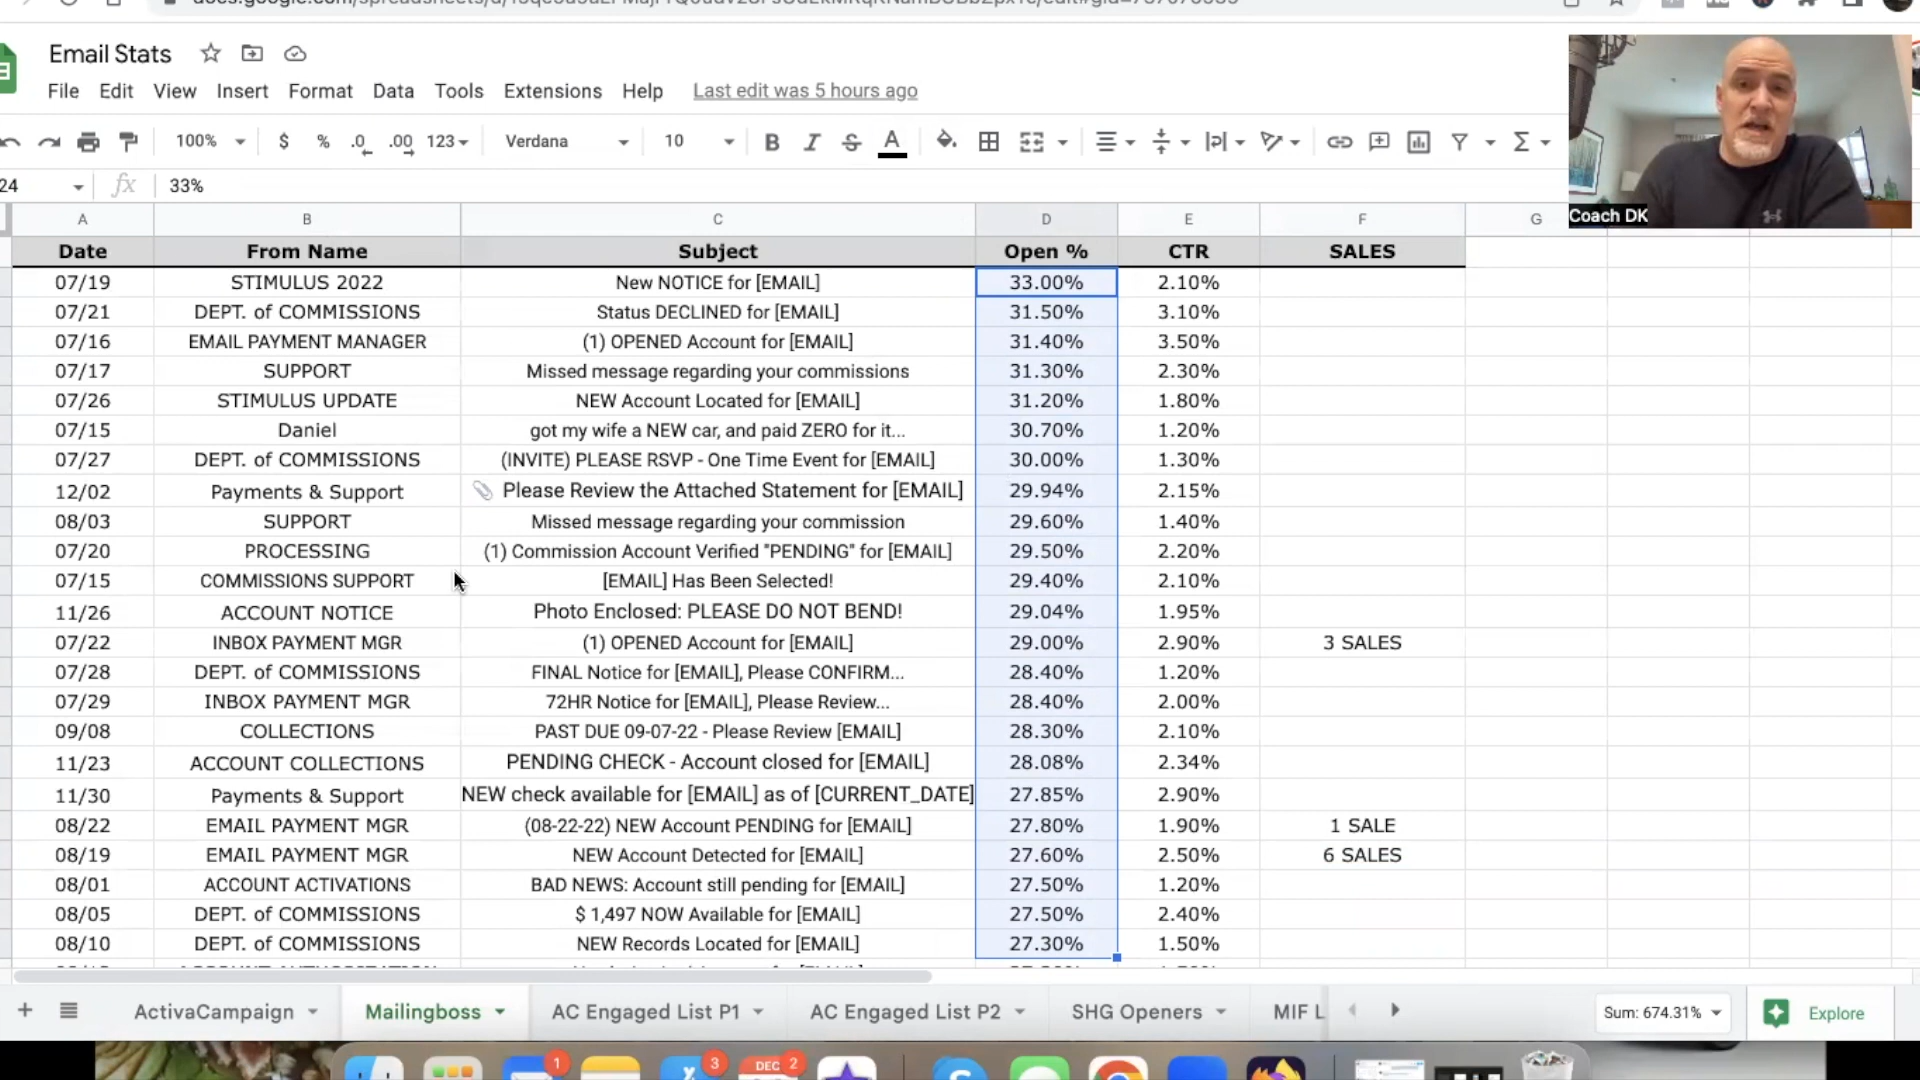 Email Stats
File Edit View Insert Format Data Tools Extensions Help Last edit was 5 hours ago
100% $ % .0 .00 123 Verdana 10 B I S A
Coach DK
24 fx 33%
A B C D E F G
Date From Name Subject Open % CTR SALES
07/19 STIMULUS 2022 New NOTICE for [EMAIL] 33.00% 2.10%
07/21 DEPT. of COMMISSIONS Status DECLINED for [EMAIL] 31.50% 3.10%
07/16 EMAIL PAYMENT MANAGER (1) OPENED Account for [EMAIL] 31.40% 3.50%
07/17 SUPPORT Missed message regarding your commissions 31.30% 2.30%
07/26 STIMULUS UPDATE NEW Account Located for [EMAIL] 31.20% 1.80%
07/15 Daniel got my wife a NEW car, and paid ZERO for it... 30.70% 1.20%
07/27 DEPT. of COMMISSIONS (INVITE) PLEASE RSVP - One Time Event for [EMAIL] 30.00% 1.30%
12/02 Payments & Support 📎 Please Review the Attached Statement for [EMAIL] 29.94% 2.15%
08/03 SUPPORT Missed message regarding your commission 29.60% 1.40%
07/20 PROCESSING (1) Commission Account Verified "PENDING" for [EMAIL] 29.50% 2.20%
07/15 COMMISSIONS SUPPORT [EMAIL] Has Been Selected! 29.40% 2.10%
11/26 ACCOUNT NOTICE Photo Enclosed: PLEASE DO NOT BEND! 29.04% 1.95%
07/22 INBOX PAYMENT MGR (1) OPENED Account for [EMAIL] 29.00% 2.90% 3 SALES
07/28 DEPT. of COMMISSIONS FINAL Notice for [EMAIL], Please CONFIRM... 28.40% 1.20%
07/29 INBOX PAYMENT MGR 72HR Notice for [EMAIL], Please Review... 28.40% 2.00%
09/08 COLLECTIONS PAST DUE 09-07-22 - Please Review [EMAIL] 28.30% 2.10%
11/23 ACCOUNT COLLECTIONS PENDING CHECK - Account closed for [EMAIL] 28.08% 2.34%
11/30 Payments & Support NEW check available for [EMAIL] as of [CURRENT_DATE] 27.85% 2.90%
08/22 EMAIL PAYMENT MGR (08-22-22) NEW Account PENDING for [EMAIL] 27.80% 1.90% 1 SALE
08/19 EMAIL PAYMENT MGR NEW Account Detected for [EMAIL] 27.60% 2.50% 6 SALES
08/01 ACCOUNT ACTIVATIONS BAD NEWS: Account still pending for [EMAIL] 27.50% 1.20%
08/05 DEPT. of COMMISSIONS $ 1,497 NOW Available for [EMAIL] 27.50% 2.40%
08/10 DEPT. of COMMISSIONS NEW Records Located for [EMAIL] 27.30% 1.50%
ActivaCampaign Mailingboss AC Engaged List P1 AC Engaged List P2 SHG Openers MIF L Sum: 674.31% Explore
1 3 DEC 2